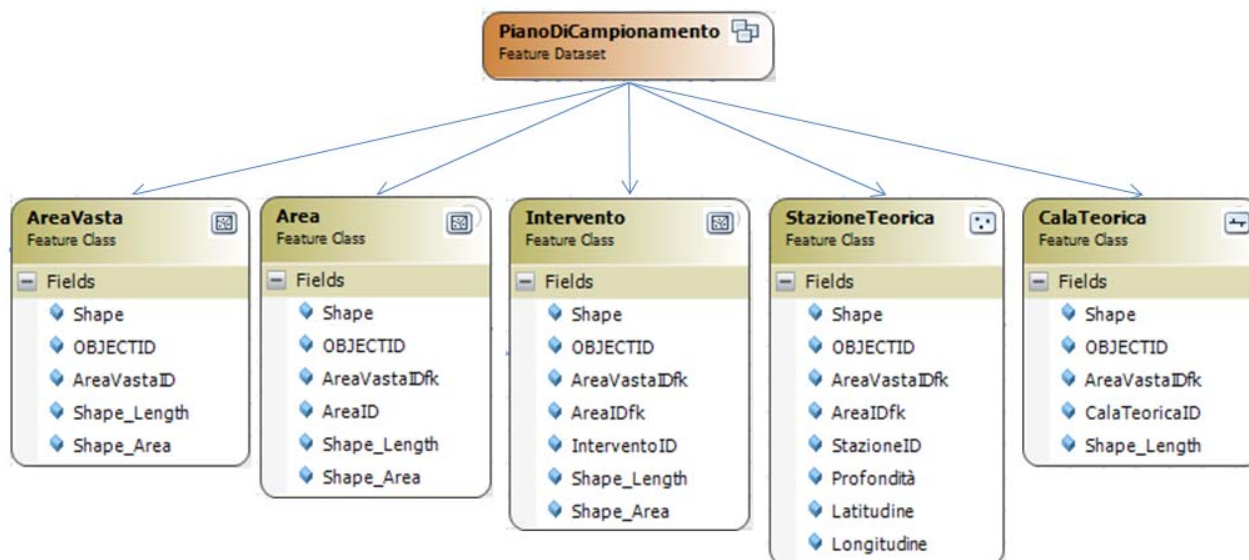 PianoDiCampionamento
Feature Dataset
AreaVasta
Feature Class
Fields
Shape
OBJECTID
AreaVastaID
Shape_Length
Shape_Area
Area
Feature Class
Fields
Shape
OBJECTID
AreaVastaIDfk
AreaID
Shape_Length
Shape_Area
Intervento
Feature Class
Fields
Shape
OBJECTID
AreaVastaIDfk
AreaIDfk
InterventoID
Shape_Length
Shape_Area
StazioneTeorica
Feature Class
Fields
Shape
OBJECTID
AreaVastaIDfk
AreaIDfk
StazioneID
Profondità
Latitudine
Longitudine
CalaTeorica
Feature Class
Fields
Shape
OBJECTID
AreaVastaIDfk
CalaTeoricaID
Shape_Length